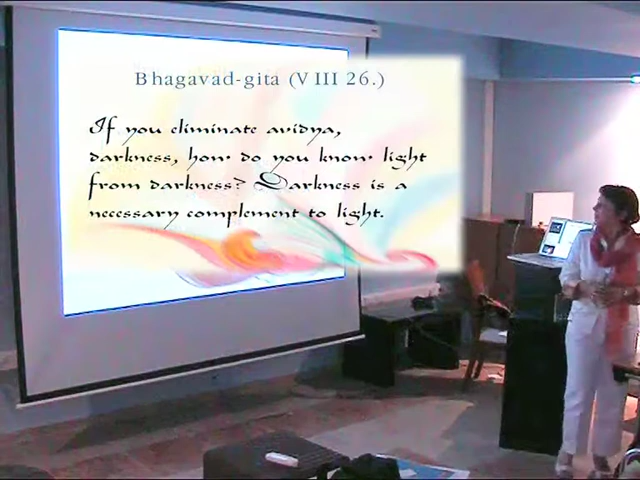 Bhagavad-gita (VIII 26.)
If you eliminate avidya,
darkness, how do you know light
from darkness? Darkness is a
necessary complement to light.